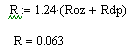 R := 1.24·(Roz + Rdp)
R = 0.063